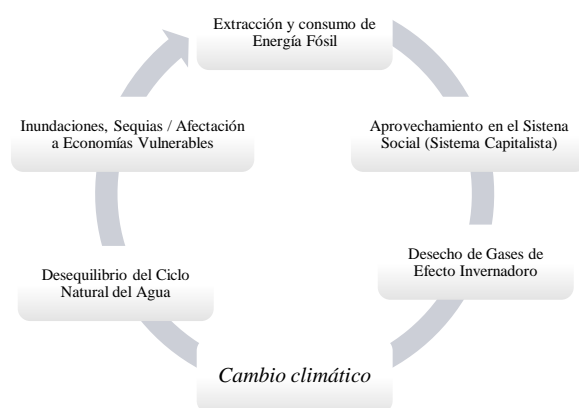 Extracción y consumo de
Energía Fósil
Aprovechamiento en el Sistena
Social (Sistema Capitalista)
Desecho de Gases de
Efecto Invernadoro
Cambio climático
Desequilibrio del Ciclo
Natural del Agua
Inundaciones, Sequias / Afectación
a Economías Vulnerables